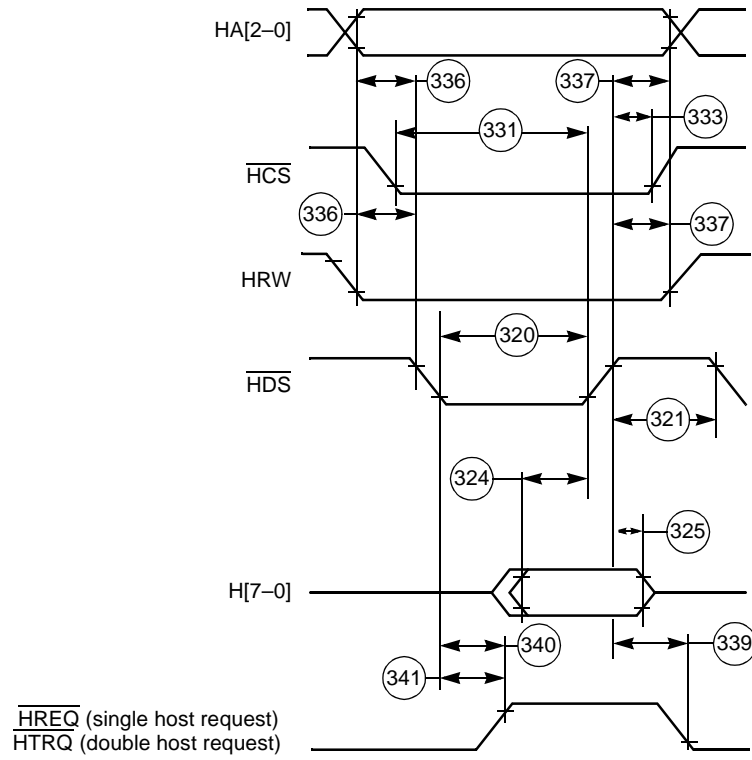 HA[2–0]
336
337
333
331
HCS
336
337
HRW
320
HDS
321
324
325
H[7–0]
340
339
341
HREQ (single host request)
HTRQ (double host request)